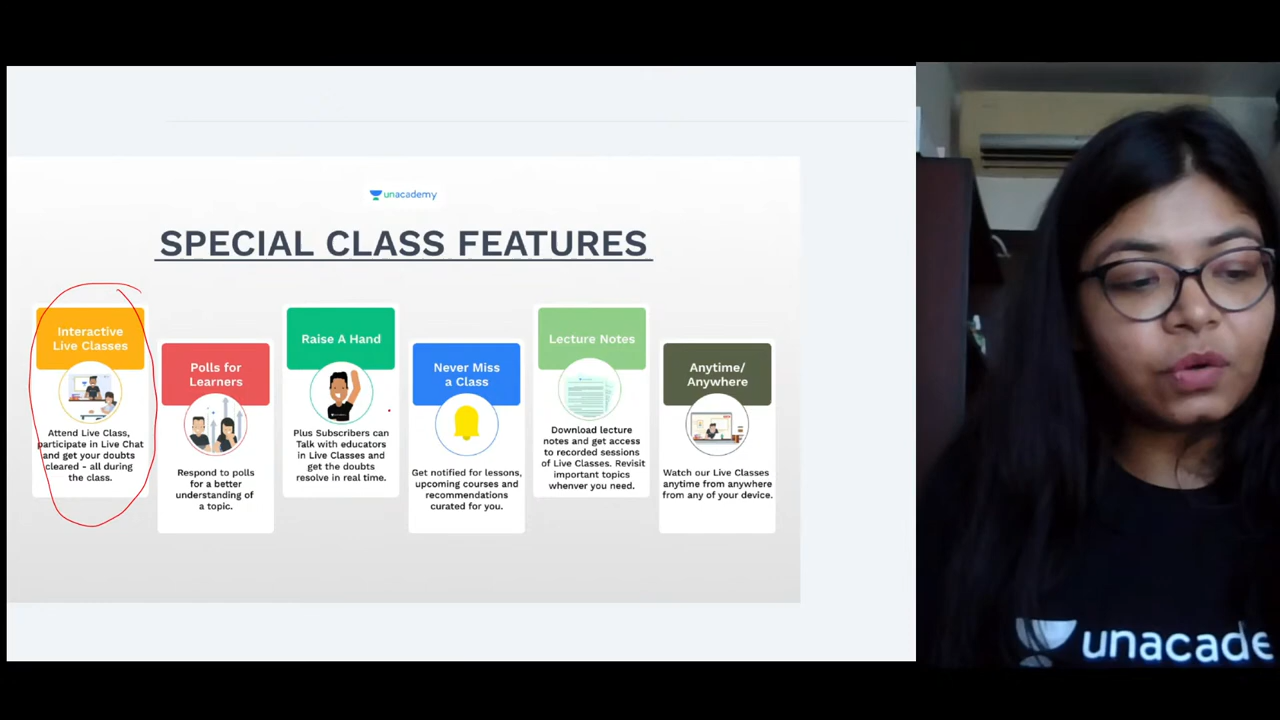 unacademy
SPECIAL CLASS FEATURES
Interactive
Live Classes
Attend Live Class,
participate in Live Chat
and get your doubts
cleared - all during
the class.
Polls for
Learners
Respond to polls
for a better
understanding of
a topic.
Raise A Hand
Plus Subscribers can
Talk with educators
in Live Classes and
get the doubts
resolve in real time.
Never Miss
a Class
Get notified for lessons,
upcoming courses and
recommendations
curated for you.
Lecture Notes
Download lecture
notes and get access
to recorded sessions
of Live Classes. Revisit
important topics
whenver you need.
Anytime/
Anywhere
Watch our Live Classes
anytime from anywhere
from any of your device.
unacade